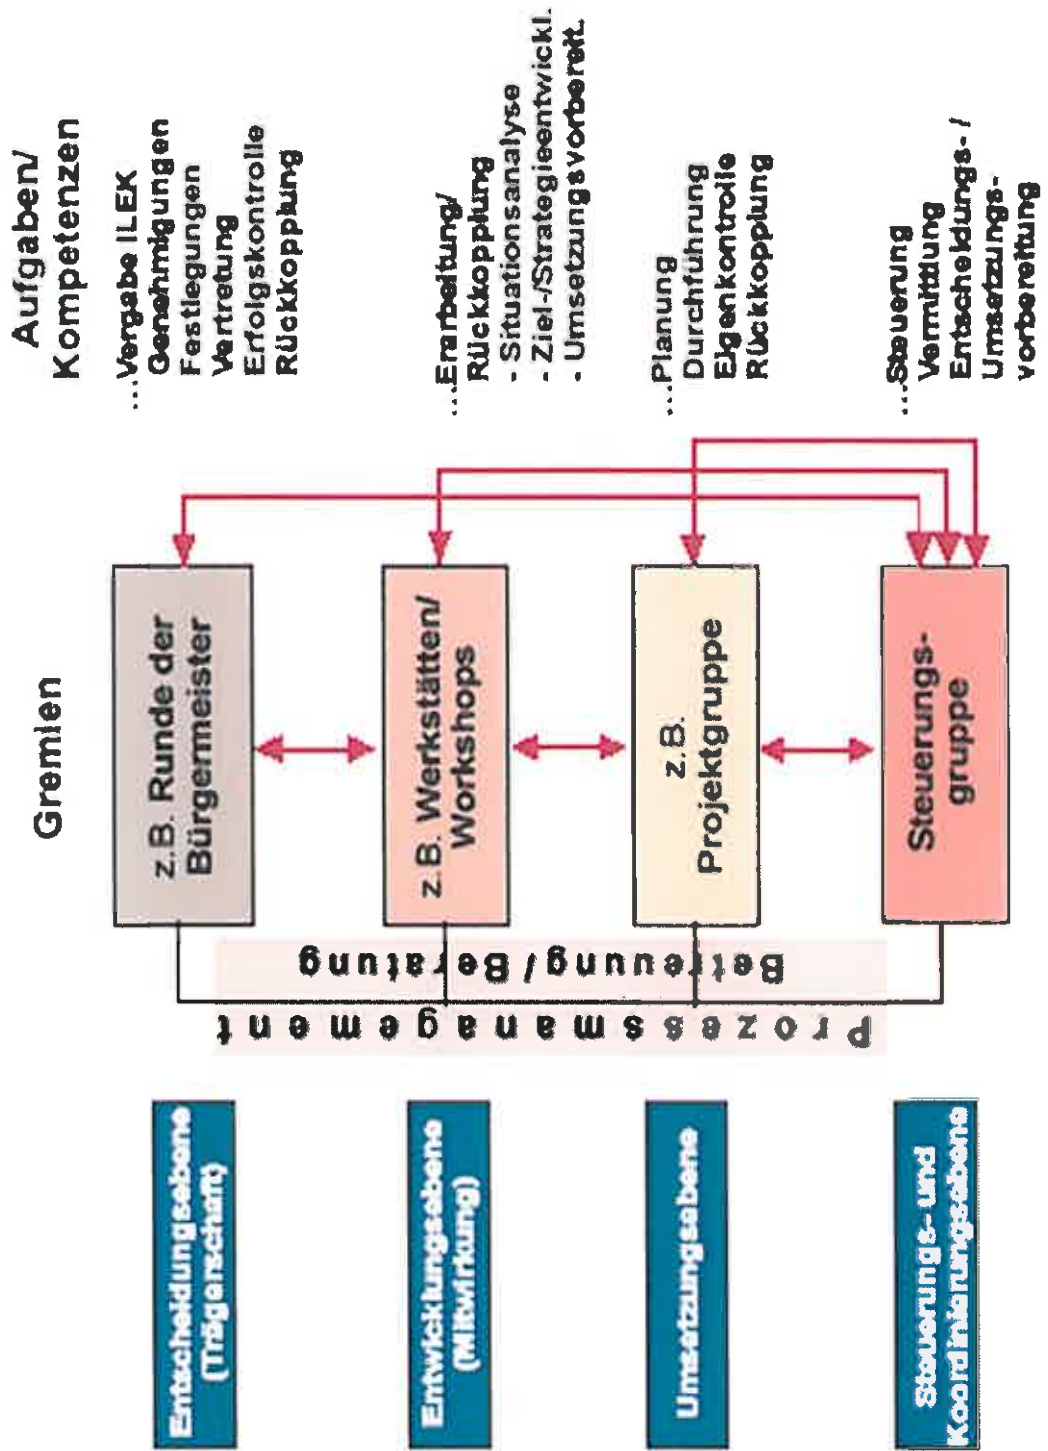 Gremien
Aufgaben/
Kompetenzen
Entscheidungsebene
(Trägerschaft)
z.B. Runde der
Bürgermeister
...Vergabe ILEK
Genehmigungen
Festlegungen
Vertretung
Erfolgskontrolle
Rückkopplung
Entwicklungsebene
(Mitwirkung)
z.B. Werkstätten/
Workshops
...Erarbeitung/
Rückkopplung
- Situationsanalyse
- Ziel-/Strategieentwickl.
- Umsetzungsvorbereit.
Umsetzungsebene
z.B.
Projektgruppe
...Planung
Durchführung
Eigenkontrolle
Rückkopplung
Steuerungs- und
Koordinierungsebene
Steuerungs-
gruppe
...Steuerung
Vermittlung
Entscheidungs- /
Umsetzungs-
vorbereitung
Prozessmanagement
Betreuung/Beratung